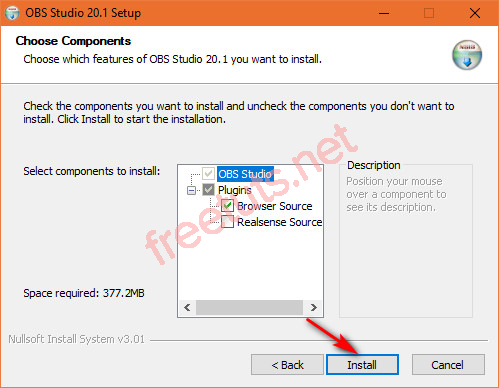 OBS Studio 20.1 Setup
Choose Components
Choose which features of OBS Studio 20.1 you want to install.
Check the components you want to install and uncheck the components you don't want to
install. Click Install to start the installation.
Select components to install:
OBS Studio
Plugins
Browser Source
Realsense Source
Description
Position your mouse
over a component to
see its description.
freetuts.net
Space required: 377.2MB
Nullsoft Install System v3.01
< Back
Install
Cancel